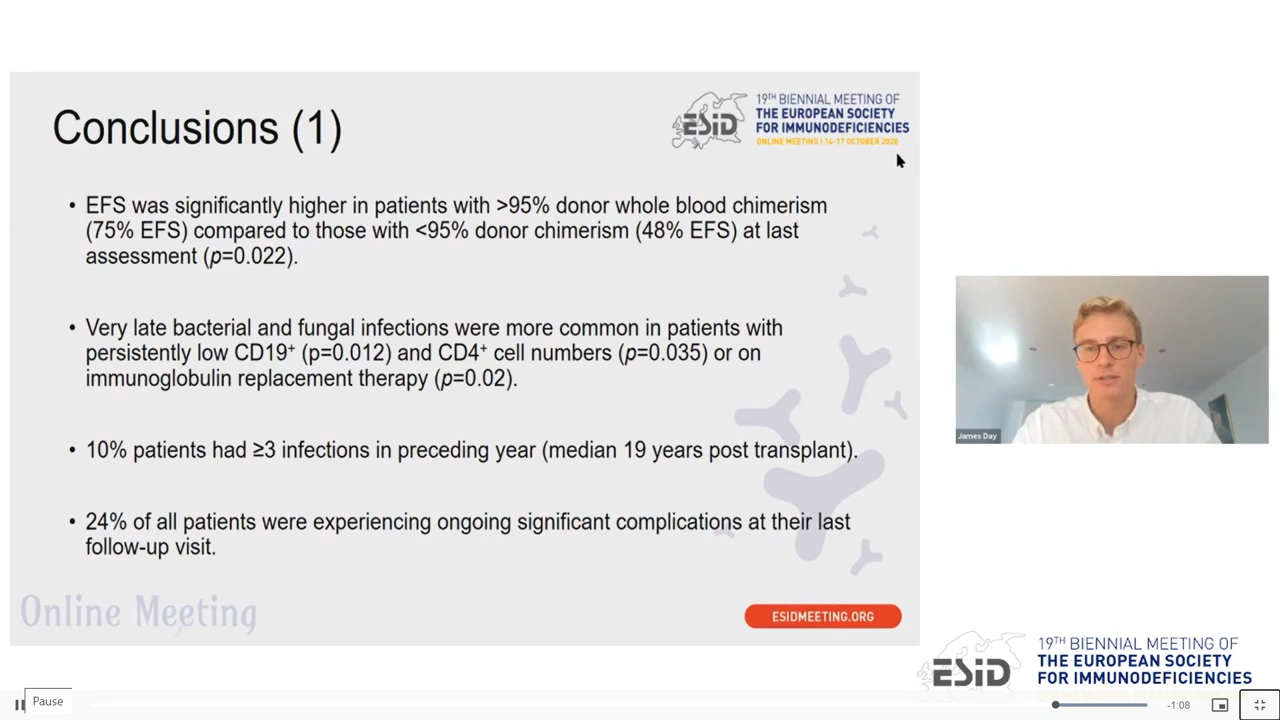 Conclusions (1)
ESiD
19TH BIENNIAL MEETING OF
THE EUROPEAN SOCIETY
FOR IMMUNODEFICIENCIES
ONLINE MEETING | 14-17 OCTOBER 2020
• EFS was significantly higher in patients with >95% donor whole blood chimerism
(75% EFS) compared to those with <95% donor chimerism (48% EFS) at last
assessment (p=0.022).
• Very late bacterial and fungal infections were more common in patients with
persistently low CD19+ (p=0.012) and CD4+ cell numbers (p=0.035) or on
immunoglobulin replacement therapy (p=0.02).
• 10% patients had ≥3 infections in preceding year (median 19 years post transplant).
• 24% of all patients were experiencing ongoing significant complications at their last
follow-up visit.
Online Meeting
ESIDMEETING.ORG
James Day
ESiD
19TH BIENNIAL MEETING OF
THE EUROPEAN SOCIETY
FOR IMMUNODEFICIENCIES
Pause
-1:08